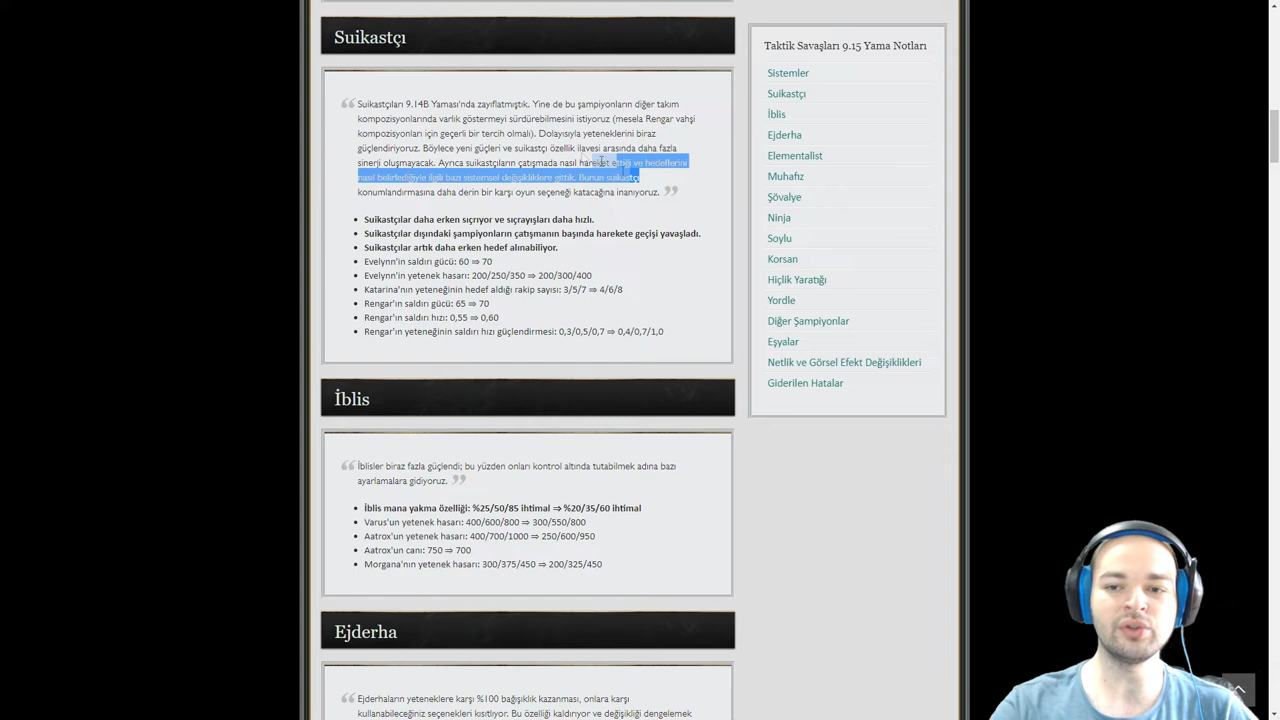 Suikastçı
Suikastçıları 9.14B Yaması'nda zayıflatmıştık. Yine de bu şampiyonların diğer takım
kompozisyonlarında varlık göstermeyi sürdürebilmesini istiyoruz (mesela Rengar vahşi
kompozisyonları için geçerli bir tercih olmalı). Dolayısıyla yeteneklerini biraz
güçlendiriyoruz. Böylece yeni güçleri ve suikastçı özellik ilavesi arasında daha fazla
sinerji oluşmayacak. Ayrıca suikastçıların çatışmada nasıl hareket ettiği ve hedeflerini
nasıl belirlediğiyle ilgili bazı sistemsel değişikliklere gittik. Bunun suikastçı
konumlandırmasına daha derin bir karşı oyun seçeneği katacağına inanıyoruz.
Suikastçılar daha erken sıçrıyor ve sıçrayışları daha hızlı.
Suikastçılar dışındaki şampiyonların çatışmanın başında harekete geçişi yavaşladı.
Suikastçılar artık daha erken hedef alınabiliyor.
Evelynn'in saldırı gücü: 60 ⇒ 70
Evelynn'in yetenek hasarı: 200/250/350 ⇒ 200/300/400
Katarina'nın yeteneğinin hedef aldığı rakip sayısı: 3/5/7 ⇒ 4/6/8
Rengar'ın saldırı gücü: 65 ⇒ 70
Rengar'ın saldırı hızı: 0,55 ⇒ 0,60
Rengar'ın yeteneğinin saldırı hızı güçlendirmesi: 0,3/0,5/0,7 ⇒ 0,4/0,7/1,0
İblis
İblisler biraz fazla güçlendi; bu yüzden onları kontrol altında tutabilmek adına bazı
ayarlamalara gidiyoruz.
İblis mana yakma özelliği: %25/50/85 ihtimal ⇒ %20/35/60 ihtimal
Varus'un yetenek hasarı: 400/600/800 ⇒ 300/550/800
Aatrox'un yetenek hasarı: 400/700/1000 ⇒ 250/600/950
Aatrox'un canı: 750 ⇒ 700
Morgana'nın yetenek hasarı: 300/375/450 ⇒ 200/325/450
Ejderha
Ejderhaların yeteneklere karşı %100 bağışıklık kazanması, onlara karşı
kullanabileceğiniz seçenekleri kısıtlıyor. Bu özelliği kaldırıyor ve değişikliği dengelemek
Taktik Savaşları 9.15 Yama Notları
Sistemler
Suikastçı
İblis
Ejderha
Elementalist
Muhafız
Şövalye
Ninja
Soylu
Korsan
Hiçlik Yaratığı
Yordle
Diğer Şampiyonlar
Eşyalar
Netlik ve Görsel Efekt Değişiklikleri
Giderilen Hatalar